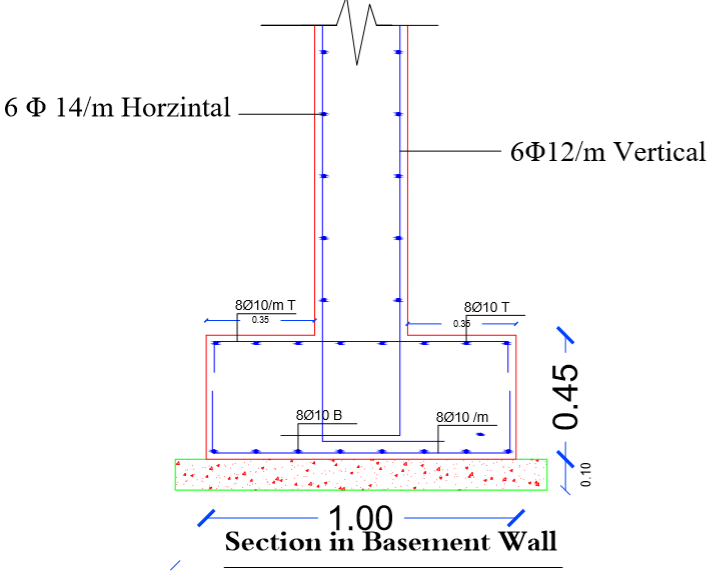 6 Φ 14/m Horzintal
6Φ12/m Vertical
8Ø10/m T
0.35
8Ø10 T
0.35
0.45
8Ø10 B
8Ø10 /m
0.10
1.00
Section in Basement Wall